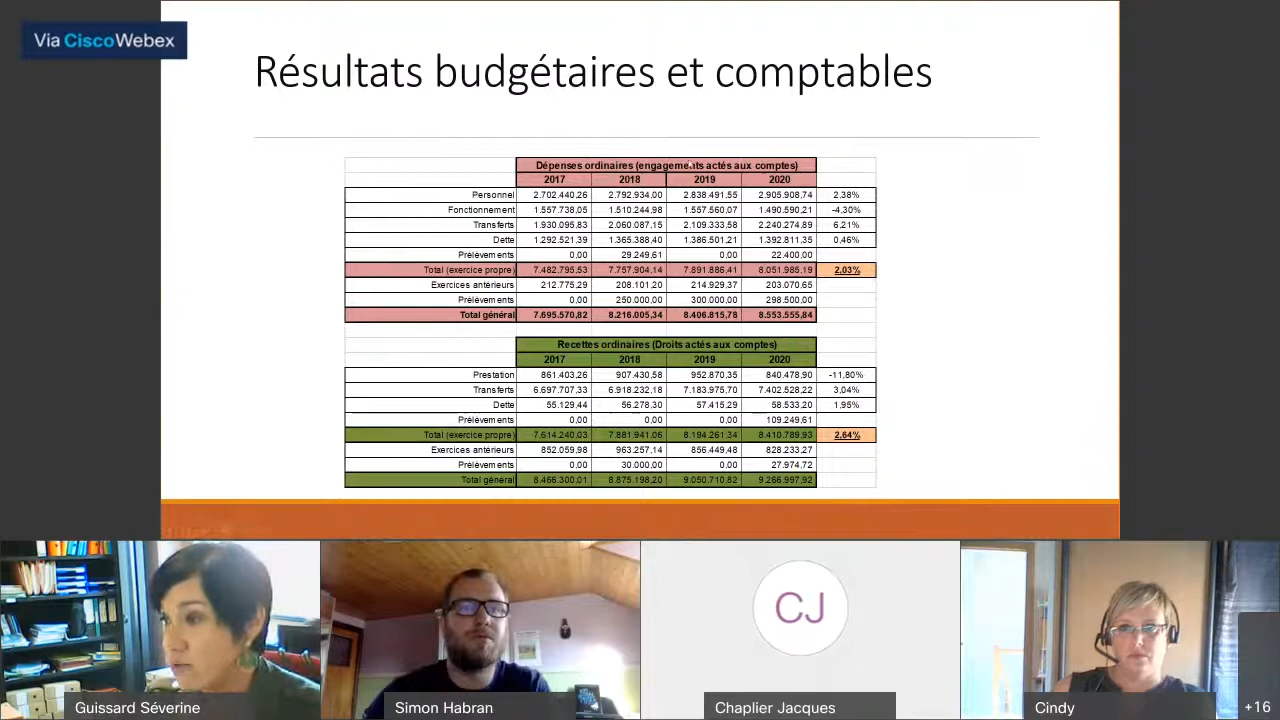 Via CiscoWebex
Résultats budgétaires et comptables
Dépenses ordinaires (engagements actés aux comptes)
2017 2018 2019 2020
Personnel 2.702.440,26 2.792.934,00 2.838.491,55 2.905.908,74 2,38%
Fonctionnement 1.557.738,05 1.510.244,98 1.557.560,07 1.490.590,21 -4,30%
Transferts 1.930.095,83 2.060.087,15 2.109.333,58 2.240.274,89 6,21%
Dette 1.292.521,39 1.365.388,40 1.386.501,21 1.392.811,35 0,46%
Prélèvements 0,00 29.249,61 0,00 22.400,00
Total (exercice propre) 7.482.795,53 7.757.904,14 7.891.886,41 8.051.985,19 2,03%
Exercices antérieurs 212.775,29 208.101,20 214.929,37 203.070,65
Prélèvements 0,00 250.000,00 300.000,00 298.500,00
Total général 7.695.570,82 8.216.005,34 8.406.815,78 8.553.555,84
Recettes ordinaires (Droits actés aux comptes)
2017 2018 2019 2020
Prestation 861.403,26 907.430,58 952.870,35 840.478,90 -11,80%
Transferts 6.697.707,33 6.918.232,18 7.183.975,70 7.402.528,22 3,04%
Dette 55.129,44 56.278,30 57.415,29 58.533,20 1,95%
Prélèvements 0,00 0,00 0,00 109.249,61
Total (exercice propre) 7.614.240,03 7.881.941,06 8.194.261,34 8.410.789,93 2,64%
Exercices antérieurs 852.059,98 963.257,14 856.449,48 828.233,27
Prélèvements 0,00 30.000,00 0,00 27.974,72
Total général 8.466.300,01 8.875.198,20 9.050.710,82 9.266.997,92
CJ
Guissard Séverine
Simon Habran
Chaplier Jacques
Cindy
+16